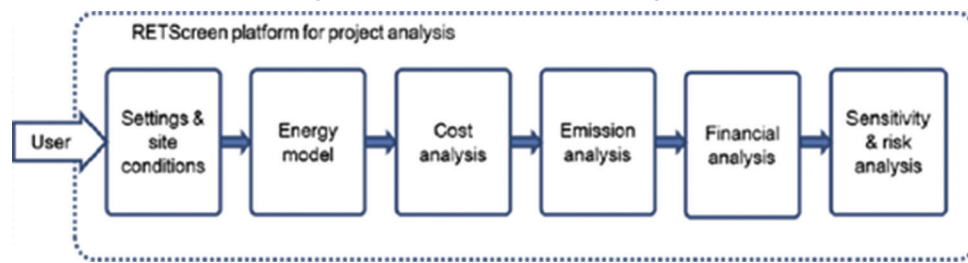 RETScreen platform for project analysis
User
Settings &
site
conditions
Energy
model
Cost
analysis
Emission
analysis
Financial
analysis
Sensitivity
& risk
analysis